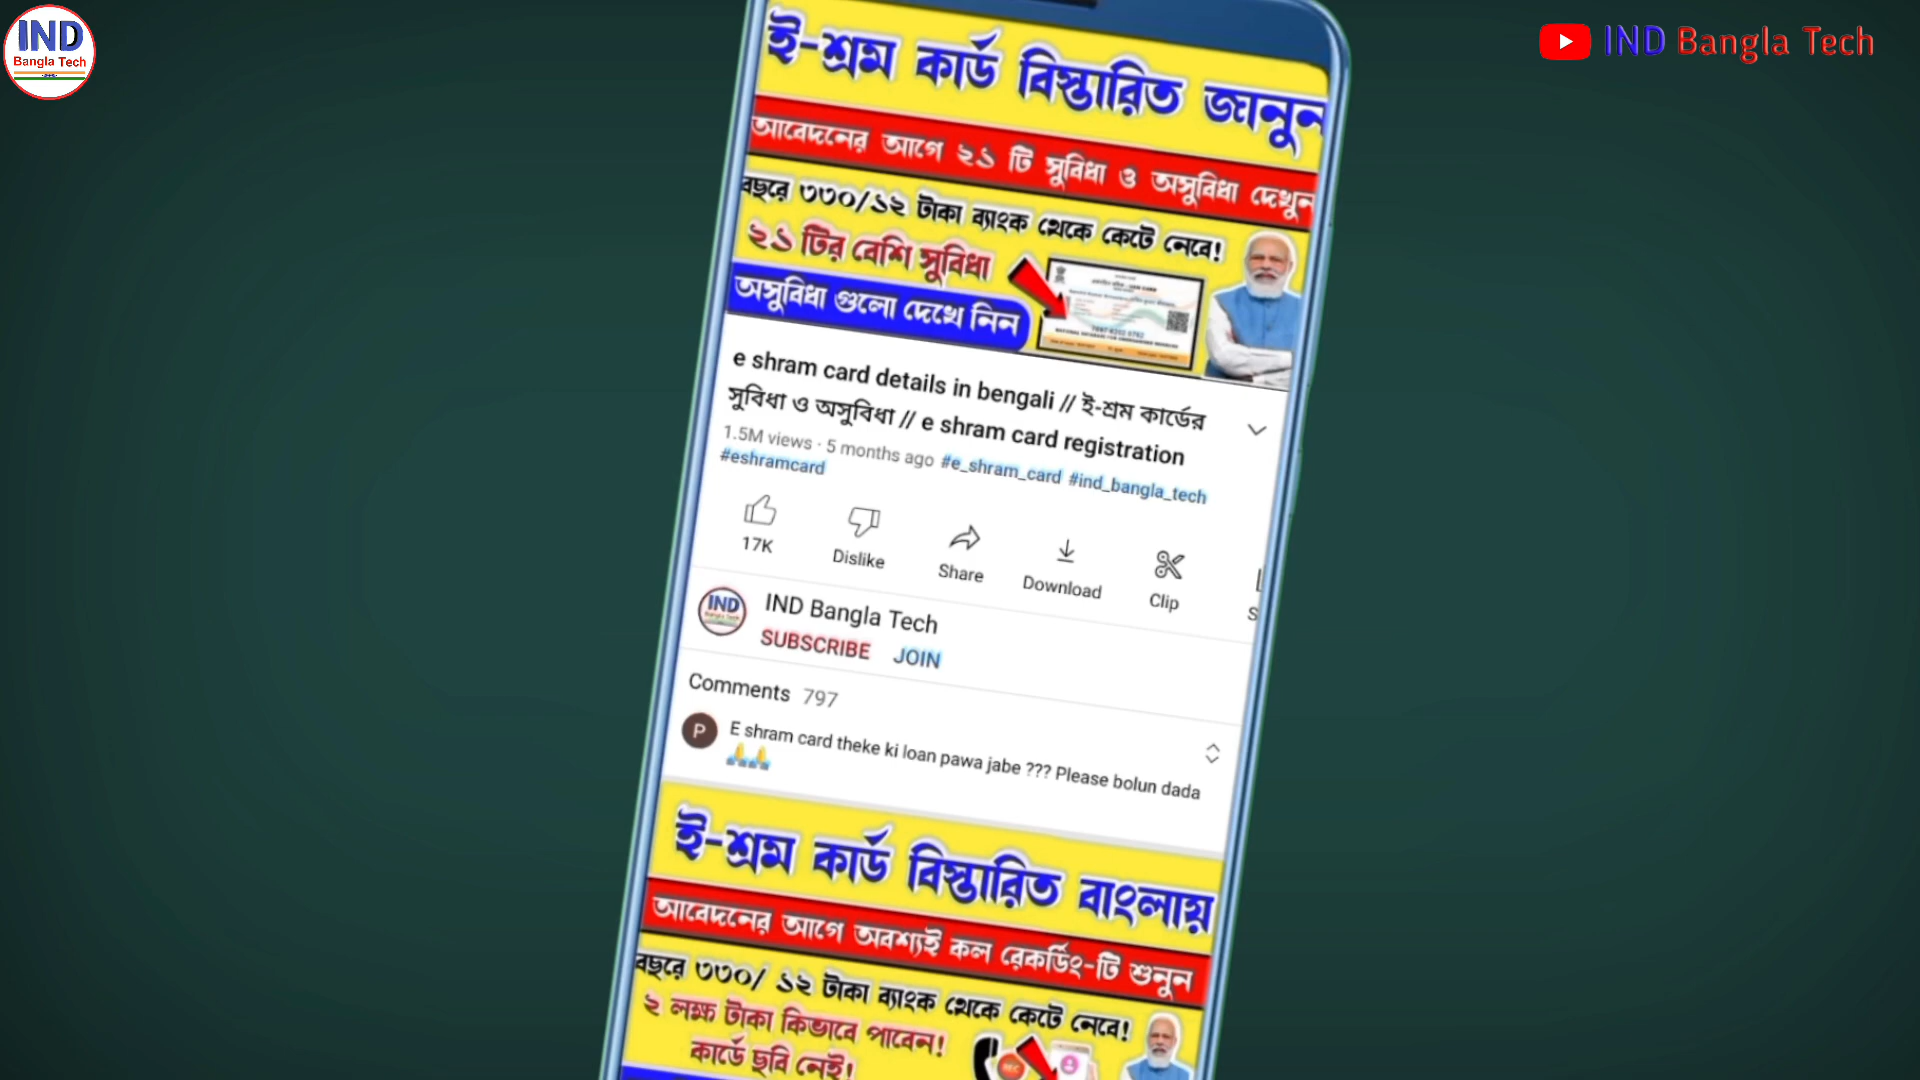 IND
Bangla Tech
IND Bangla Tech
ই-শ্রম কার্ড বিস্তারিত জানুন
আবেদনের আগে ২১ টি সুবিধা ও অসুবিধা দেখুন
বছরে ৩৩০/১২ টাকা ব্যাংক থেকে কেটে নেবে!
২১ টির বেশি সুবিধা
অসুবিধা গুলো দেখে নিন
e shram card details in bengali // ই-শ্রম কার্ডের
সুবিধা ও অসুবিধা // e shram card registration
1.5M views · 5 months ago #e_shram_card #ind_bangla_tech
#eshramcard
17K Dislike Share Download Clip
IND
IND Bangla Tech
SUBSCRIBE JOIN
Comments 797
P
E shram card theke ki loan pawa jabe ??? Please bolun dada
ই-শ্রম কার্ড বিস্তারিত বাংলায়
আবেদনের আগে অবশ্যই কল রেকর্ডিং-টি শুনুন
বছরে ৩৩০/ ১২ টাকা ব্যাংক থেকে কেটে নেবে!
২ লক্ষ টাকা কিভাবে পাবেন!
কার্ডে ছবি নেই!